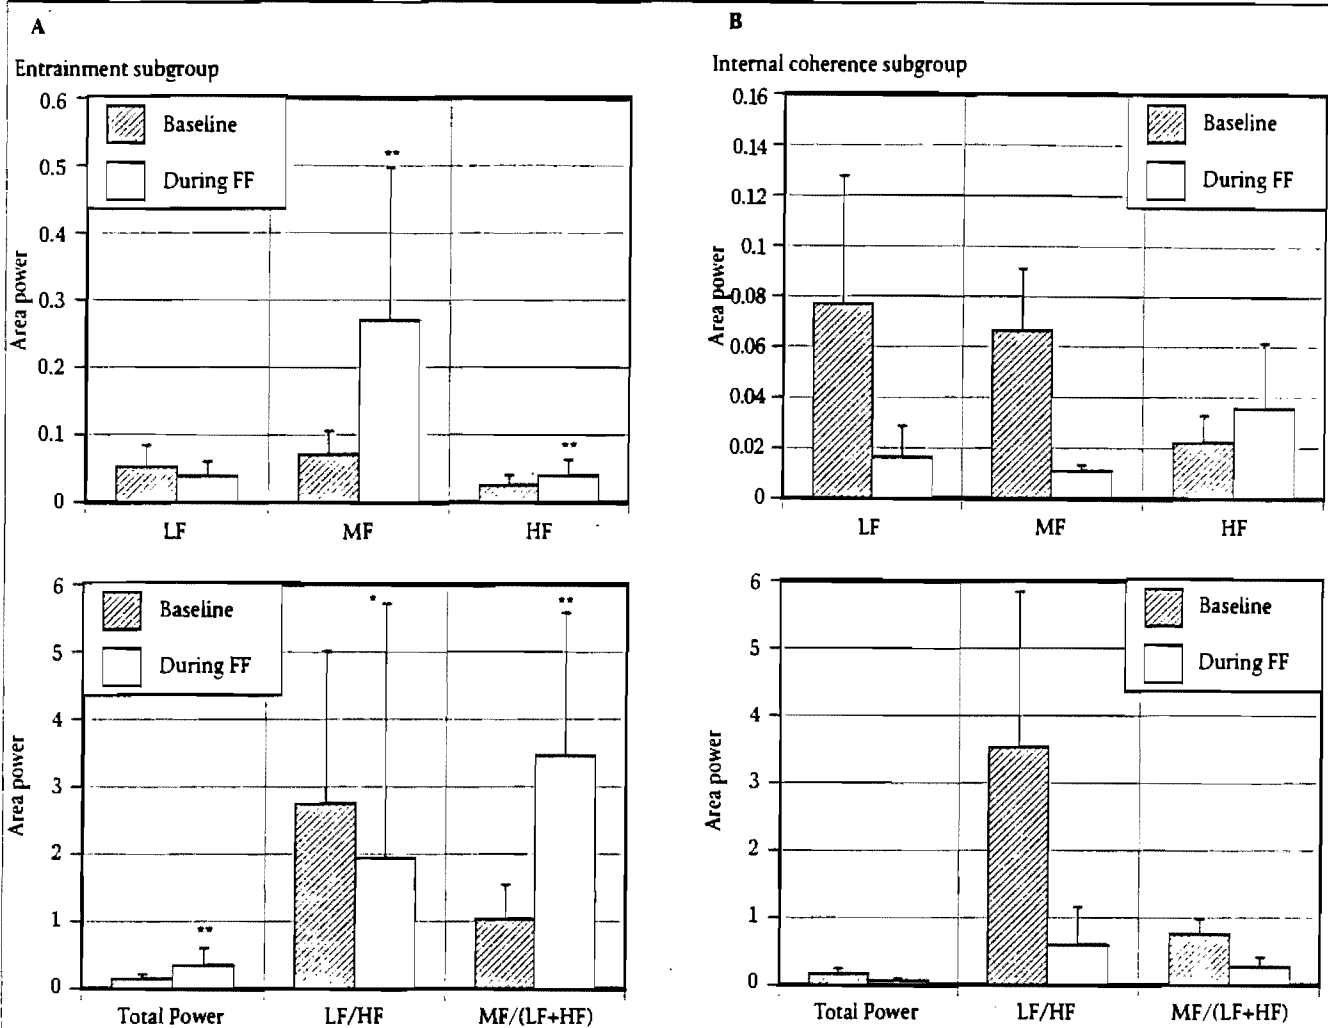 A
Entrainment subgroup
Baseline
During FF
Area power
0.6
0.5
0.4
0.3
0.2
0.1
0
**
**
LF MF HF
B
Internal coherence subgroup
Baseline
During FF
Area power
0.16
0.14
0.12
0.1
0.08
0.06
0.04
0.02
0
LF MF HF
Baseline
During FF
Area power
6
5
4
3
2
1
0
**
*
**
Total Power LF/HF MF/(LF+HF)
Baseline
During FF
Area power
6
5
4
3
2
1
0
Total Power LF/HF MF/(LF+HF)